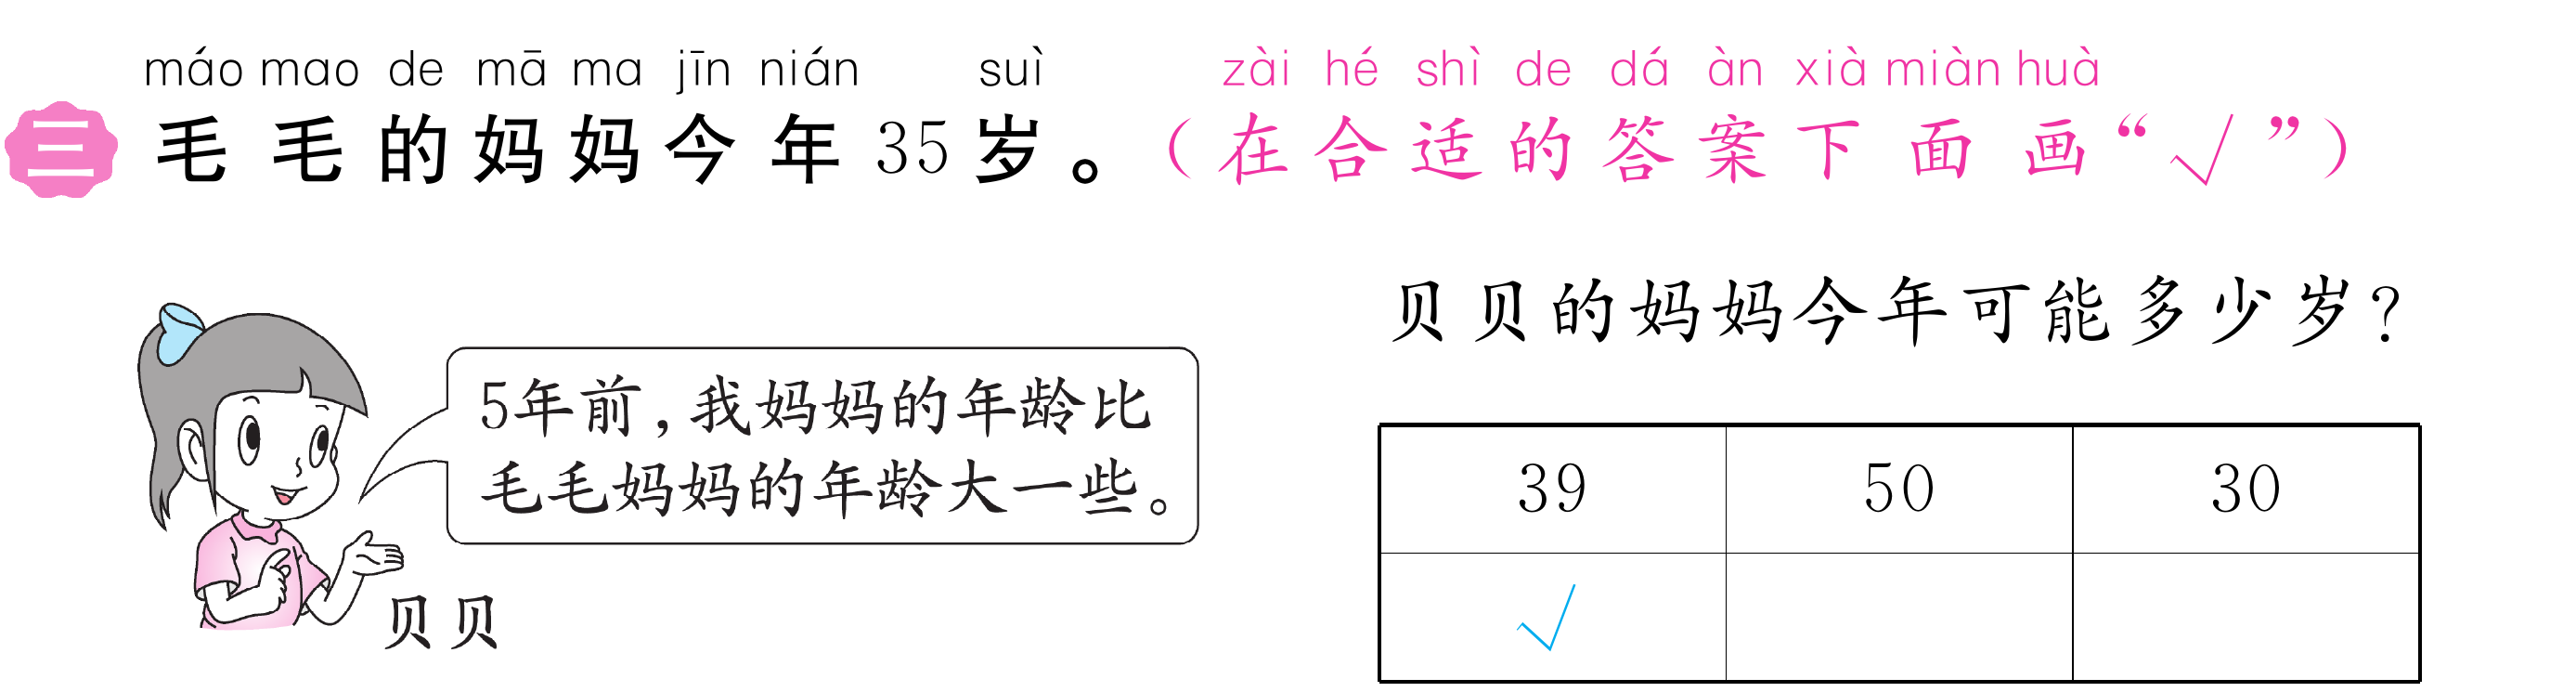 máo mao de mā ma jīn nián suì zài hé shì de dá àn xià miàn huà
三 毛毛的妈妈今年35岁。(在合适的答案下面画“√”)
贝贝的妈妈今年可能多少岁?
5年前,我妈妈的年龄比
毛毛妈妈的年龄大一些。
贝贝
39 50 30
√